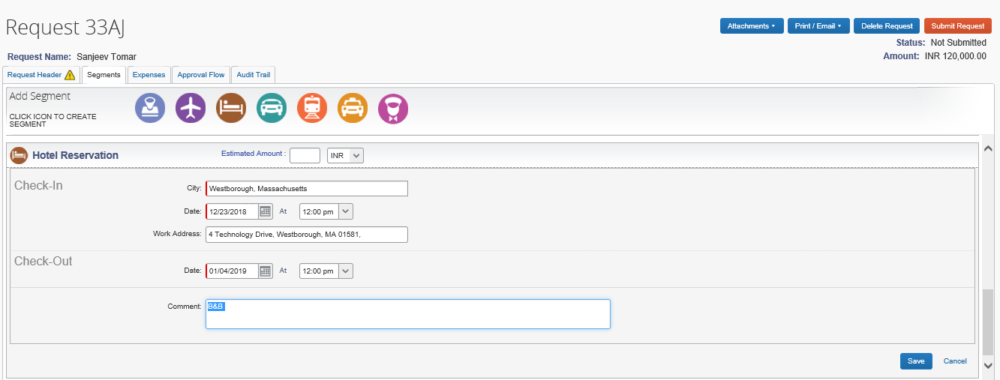 Request 33AJ
Attachments Print / Email Delete Request Submit Request
Status: Not Submitted
Request Name: Sanjeev Tomar
Amount: INR 120,000.00
Request Header Segments Expenses Approval Flow Audit Trail
Add Segment
CLICK ICON TO CREATE
SEGMENT
Hotel Reservation Estimated Amount : INR
Check-In
City: Westborough, Massachusetts
Date: 12/23/2018 At 12:00 pm
Work Address: 4 Technology Drive, Westborough, MA 01581,
Check-Out
Date: 01/04/2019 At 12:00 pm
Comment: B&B
Save Cancel